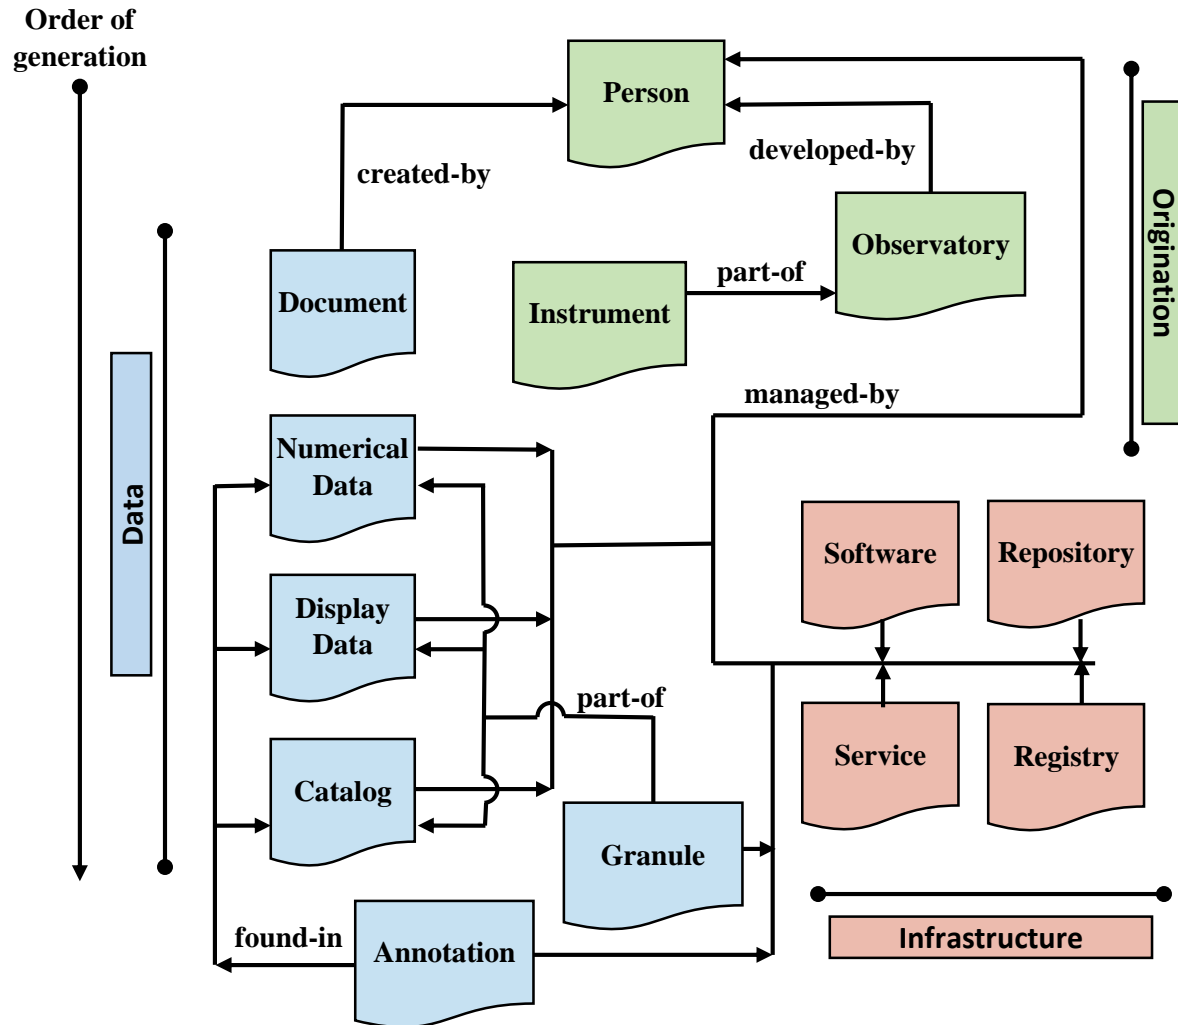 Order of
generation
Person
created-by
developed-by
Origination
Document
Instrument
part-of
Observatory
managed-by
Data
Numerical
Data
Software
Repository
Display
Data
part-of
Service
Registry
Catalog
Granule
found-in
Annotation
Infrastructure